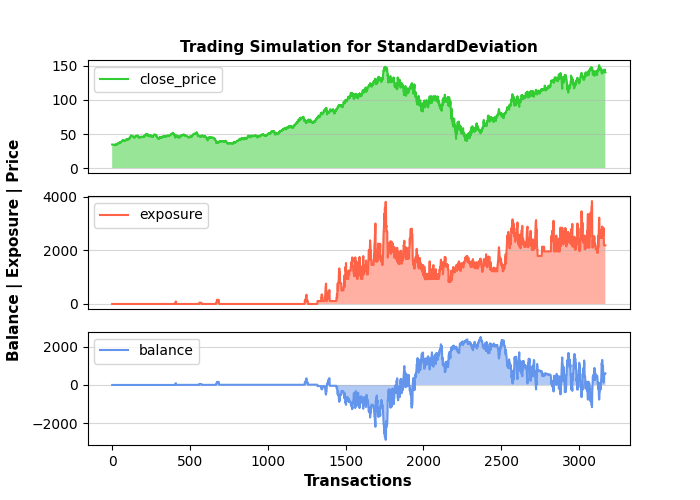 Trading Simulation for StandardDeviation
Balance | Exposure | Price
150
100
50
0
close_price
4000
2000
0
exposure
2000
0
−2000
balance
0 500 1000 1500 2000 2500 3000
Transactions